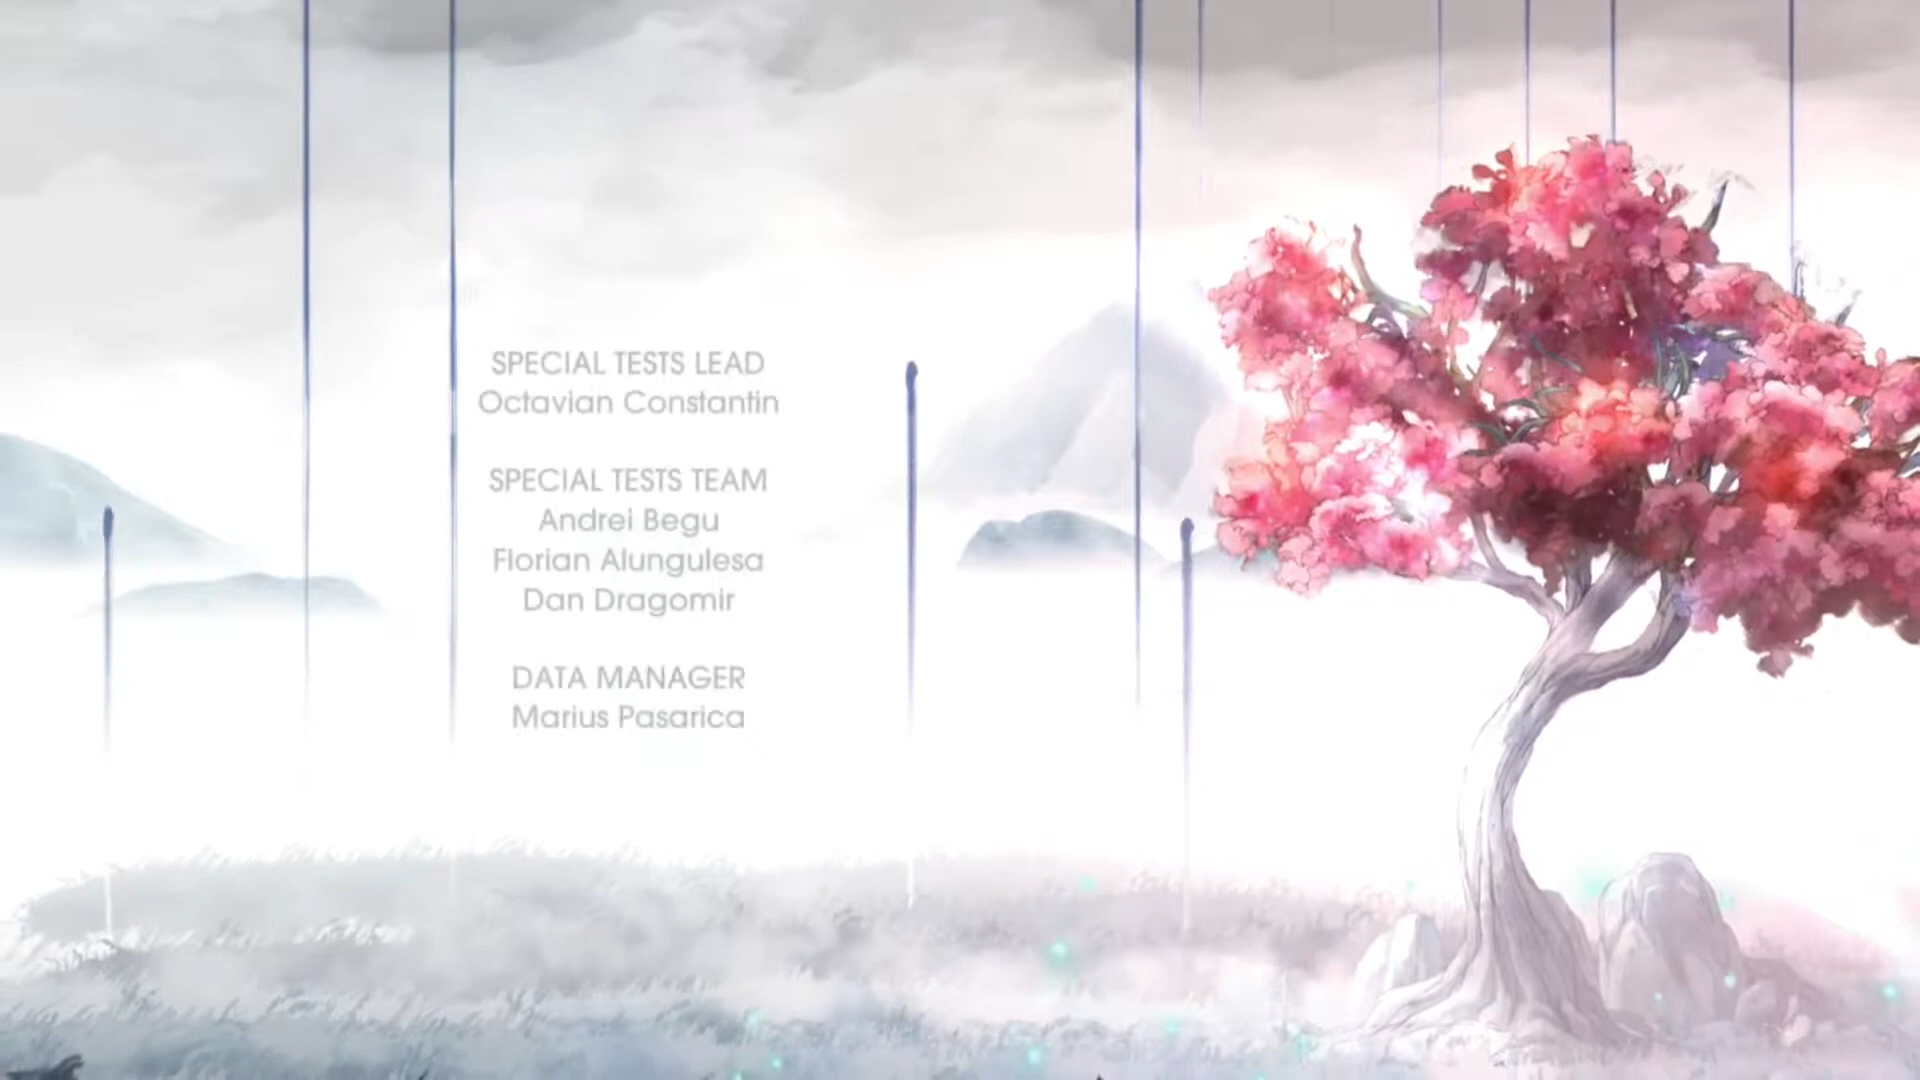 SPECIAL TESTS LEAD
Octavian Constantin
SPECIAL TESTS TEAM
Andrei Begu
Florian Alungulesa
Dan Dragomir
DATA MANAGER
Marius Pasarica